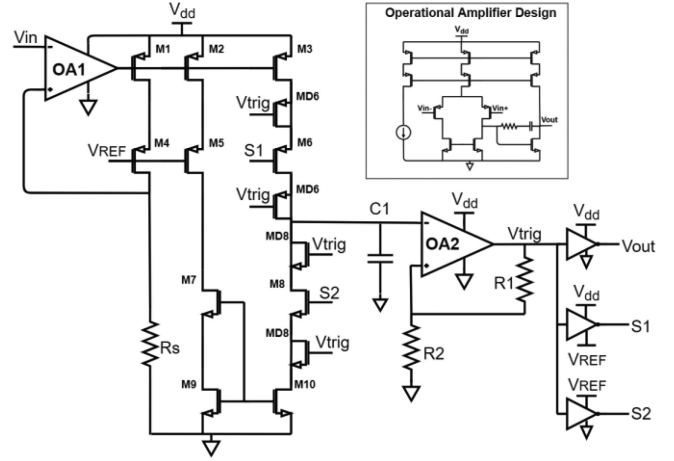 Operational Amplifier Design
Vdd
Vin-
Vin+
Vout
Vin
OA1
Vdd
M1
M2
M3
MD6
Vtrig
VREF
M4
M5
S1
M6
Vtrig
MD6
MD8
Vtrig
M7
M8
S2
MD8
Vtrig
Rs
M9
M10
C1
Vdd
OA2
Vtrig
R1
R2
Vdd
Vout
Vdd
S1
VREF
VREF
S2